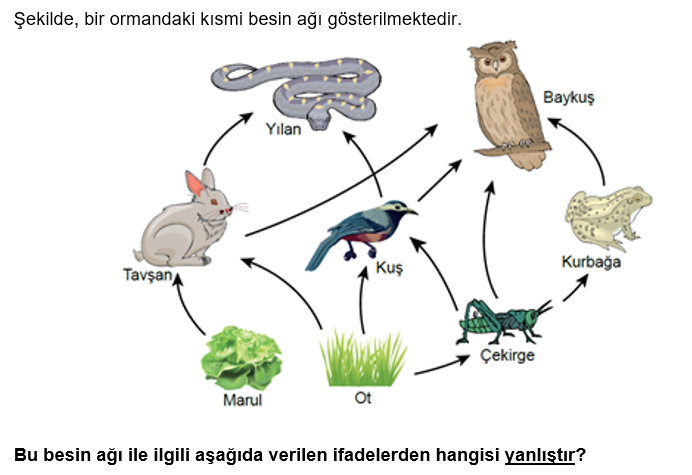 Şekilde, bir ormandaki kısmi besin ağı gösterilmektedir.
Baykuş
Yılan
Kurbağa
Kuş
Tavşan
Çekirge
Marul
Ot
Bu besin ağı ile ilgili aşağıda verilen ifadelerden hangisi yanlıştır?